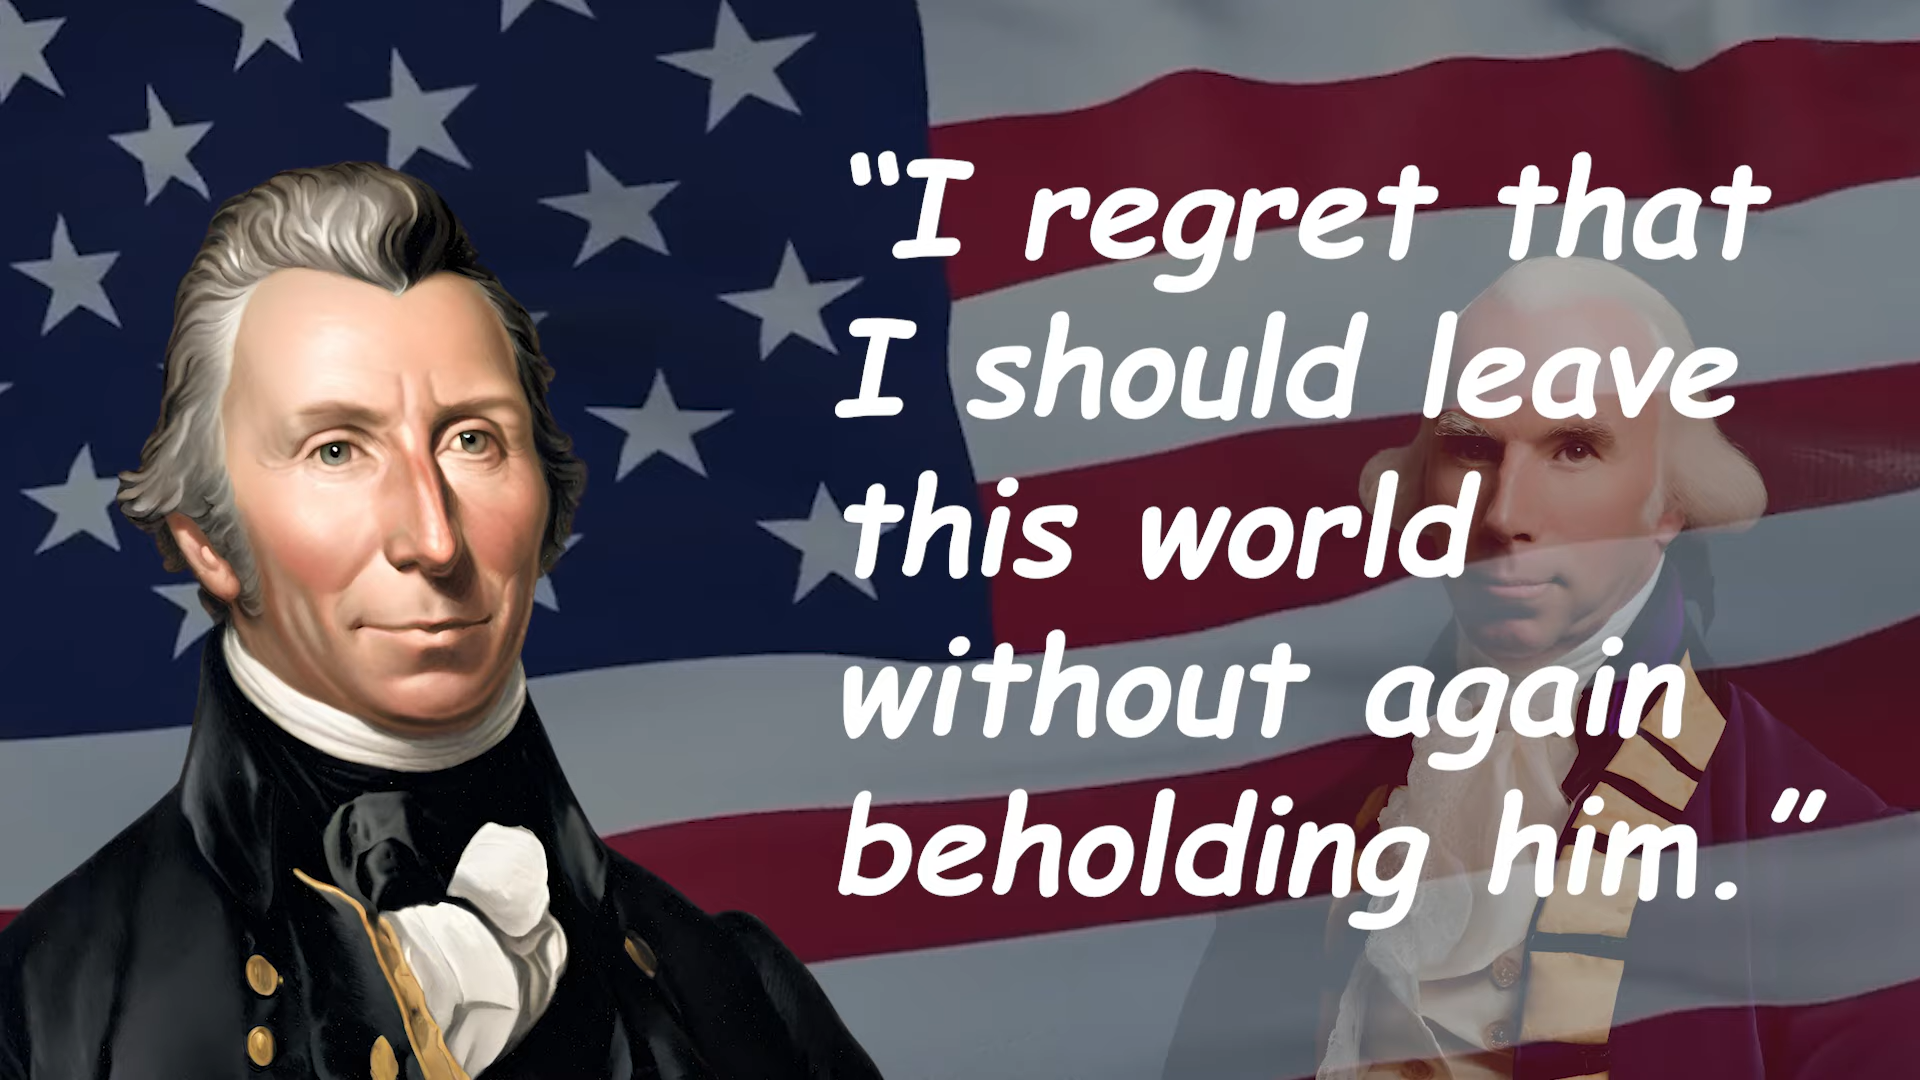 “I regret that
I should leave
this world
without again
beholding him.”